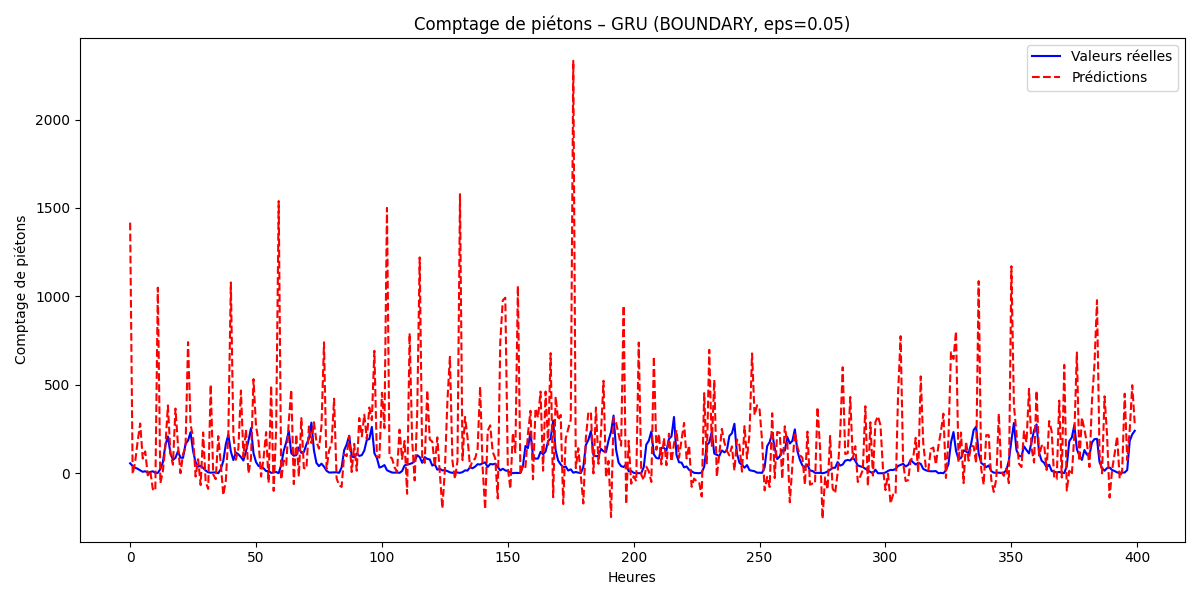 Comptage de piétons – GRU (BOUNDARY, eps=0.05)
Valeurs réelles
Prédictions
Comptage de piétons
2000
1500
1000
500
0
0 50 100 150 200 250 300 350 400
Heures